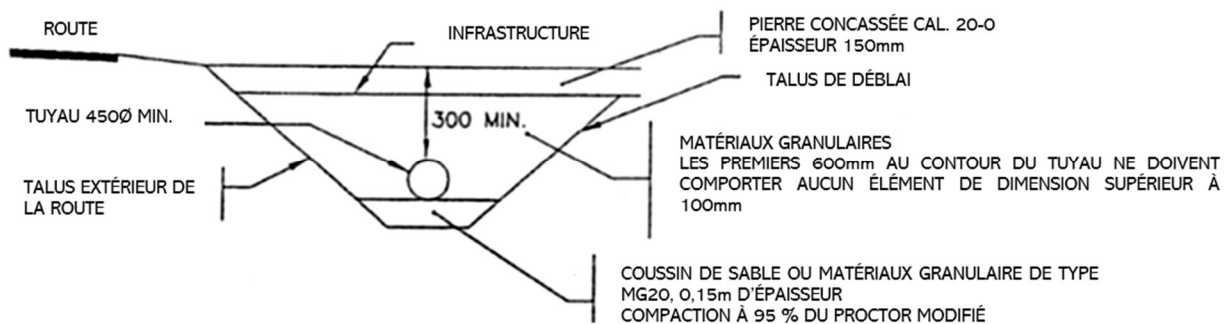 ROUTE
INFRASTRUCTURE
PIERRE CONCASSÉE CAL. 20-0
ÉPAISSEUR 150mm
TALUS DE DÉBLAI
TUYAU 450Ø MIN.
300 MIN.
MATÉRIAUX GRANULAIRES
LES PREMIERS 600mm AU CONTOUR DU TUYAU NE DOIVENT
COMPORTER AUCUN ÉLÉMENT DE DIMENSION SUPÉRIEUR À
100mm
TALUS EXTÉRIEUR DE
LA ROUTE
COUSSIN DE SABLE OU MATÉRIAUX GRANULAIRE DE TYPE
MG20, 0,15m D'ÉPAISSEUR
COMPACTION À 95 % DU PROCTOR MODIFIÉ